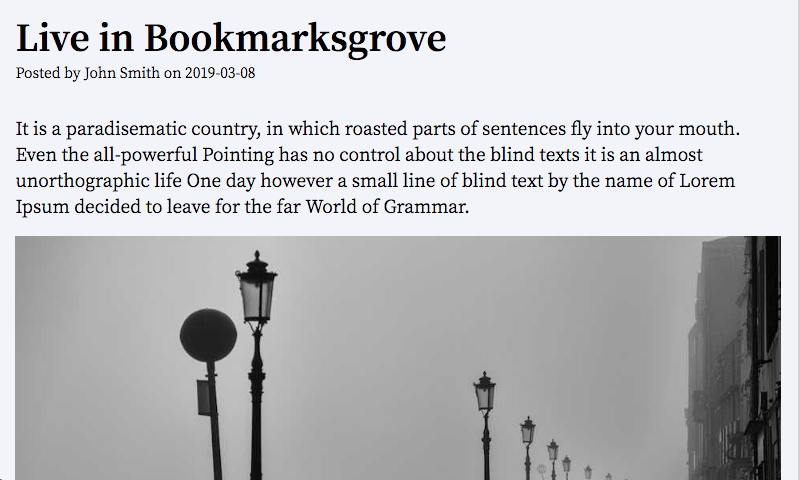 Live in Bookmarksgrove
Posted by John Smith on 2019-03-08
It is a paradisematic country, in which roasted parts of sentences fly into your mouth.
Even the all-powerful Pointing has no control about the blind texts it is an almost
unorthographic life One day however a small line of blind text by the name of Lorem
Ipsum decided to leave for the far World of Grammar.